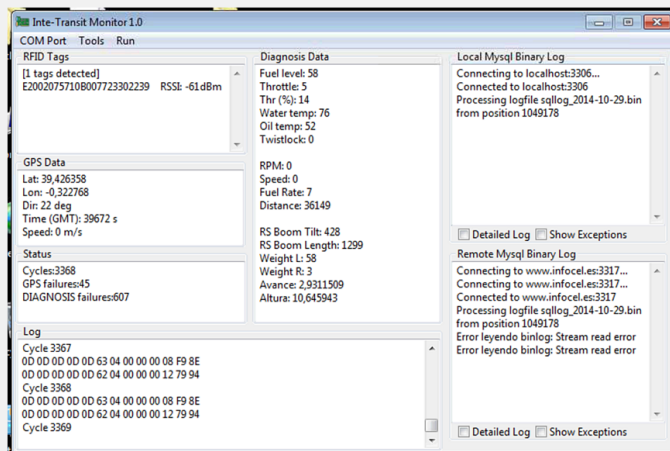 Inte-Transit Monitor 1.0
COM Port Tools Run
RFID Tags
[1 tags detected]
E2002075710B007723302239 RSSI: -61dBm
GPS Data
Lat: 39,426358
Lon: -0,322768
Dir: 22 deg
Time (GMT): 39672 s
Speed: 0 m/s
Status
Cycles:3368
GPS failures:45
DIAGNOSIS failures:607
Diagnosis Data
Fuel level: 58
Throttle: 5
Thr (%): 14
Water temp: 76
Oil temp: 52
Twistlock: 0
RPM: 0
Speed: 0
Fuel Rate: 7
Distance: 36149
RS Boom Tilt: 428
RS Boom Length: 1299
Weight L: 58
Weight R: 3
Avance: 2,9311509
Altura: 10,645943
Local Mysql Binary Log
Connecting to localhost:3306...
Connected to localhost:3306
Processing logfile sqllog_2014-10-29.bin
from position 1049178
Detailed Log Show Exceptions
Remote Mysql Binary Log
Connecting to www.infocel.es:3317...
Connecting to www.infocel.es:3317...
Connected to www.infocel.es:3317
Processing logfile sqllog_2014-10-29.bin
from position 1049178
Error leyendo binlog: Stream read error
Error leyendo binlog: Stream read error
Detailed Log Show Exceptions
Log
Cycle 3367
0D 0D 0D 0D 0D 63 04 00 00 00 08 F9 8E
0D 0D 0D 0D 0D 62 04 00 00 00 12 79 94
Cycle 3368
0D 0D 0D 0D 0D 63 04 00 00 00 08 F9 8E
0D 0D 0D 0D 0D 62 04 00 00 00 12 79 94
Cycle 3369